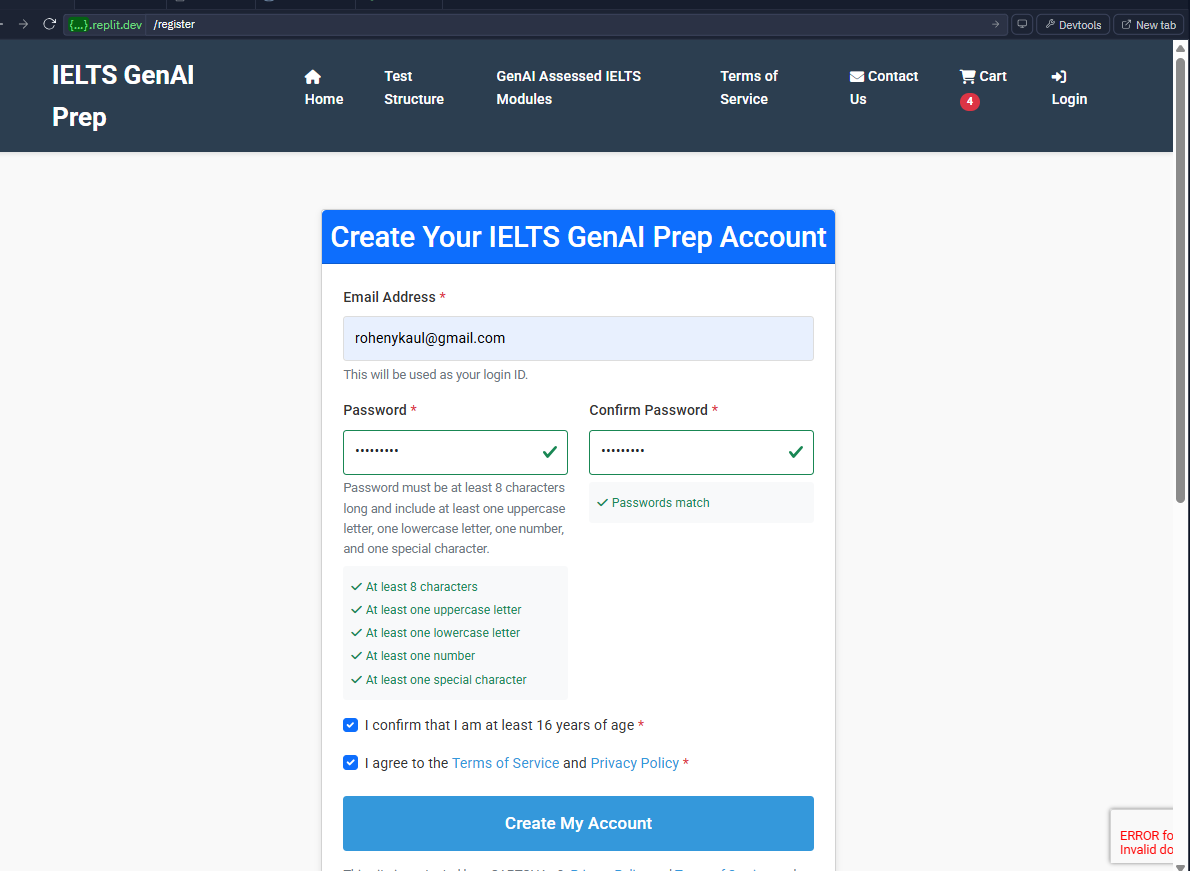 {...}.replit.dev /register
Devtools
New tab
IELTS GenAI
Prep
Home
Test
Structure
GenAI Assessed IELTS
Modules
Terms of
Service
Contact
Us
Cart
4
Login
Create Your IELTS GenAI Prep Account
Email Address *
rohenykaul@gmail.com
This will be used as your login ID.
Password *
Confirm Password *
•••••••••
•••••••••
Password must be at least 8 characters
long and include at least one uppercase
letter, one lowercase letter, one number,
and one special character.
Passwords match
At least 8 characters
At least one uppercase letter
At least one lowercase letter
At least one number
At least one special character
I confirm that I am at least 16 years of age *
I agree to the Terms of Service and Privacy Policy *
Create My Account
ERROR fo
Invalid do